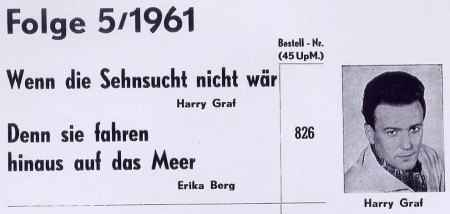 Folge 5/1961
Bestell - Nr.
(45 UpM.)
Wenn die Sehnsucht nicht wär
Harry Graf
Denn sie fahren
hinaus auf das Meer
Erika Berg
826
Harry Graf